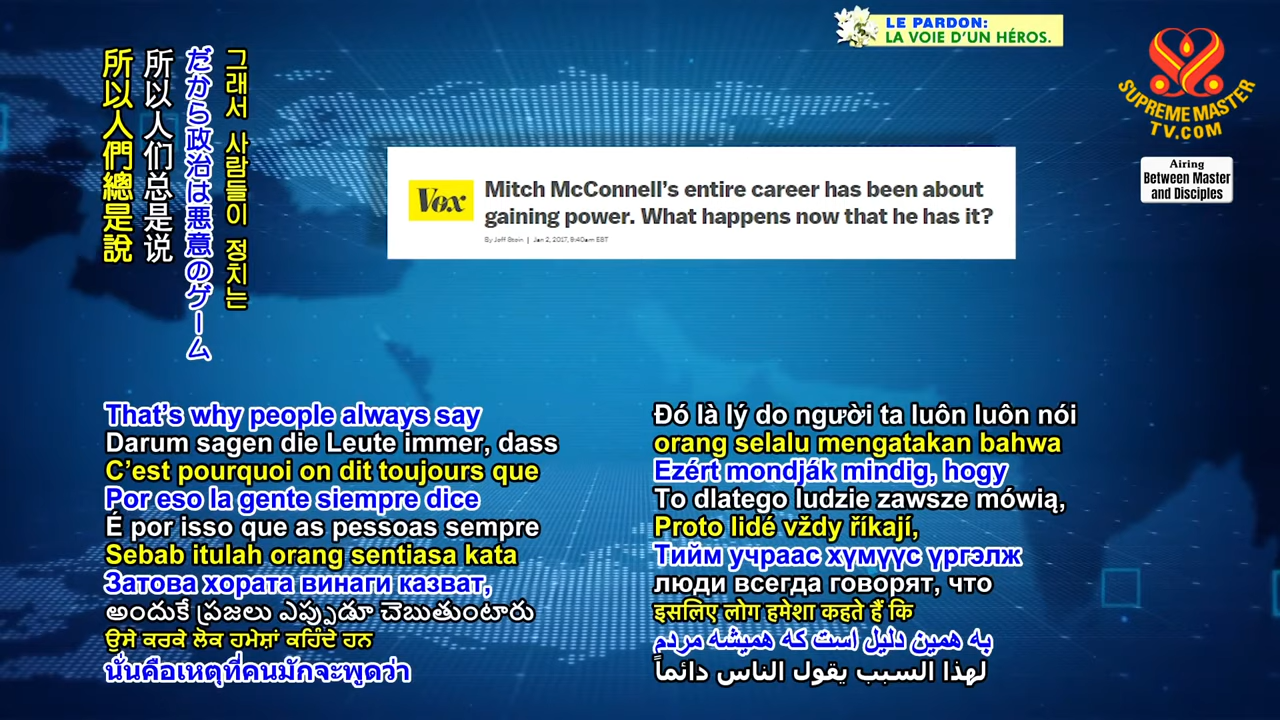 LE PARDON:
LA VOIE D'UN HÉROS.
SUPREME MASTER
TV.COM
Airing
Between Master
and Disciples
Vox
Mitch McConnell's entire career has been about
gaining power. What happens now that he has it?
By Jeff Stein | Jan 2, 2017, 9:40am EST
그래서 사람들이 정치는
だから政治は悪意のゲーム
所以人们总是说
所以人們總是說
That's why people always say
Darum sagen die Leute immer, dass
C'est pourquoi on dit toujours que
Por eso la gente siempre dice
É por isso que as pessoas sempre
Sebab itulah orang sentiasa kata
Затова хората винаги казват,
అందుకే ప్రజలు ఎప్పుడూ చెబుతుంటారు
ਉਸੇ ਕਰਕੇ ਲੋਕ ਹਮੇਸ਼ਾਂ ਕਹਿੰਦੇ ਹਨ
นั่นคือเหตุที่คนมักจะพูดว่า
Đó là lý do người ta luôn luôn nói
orang selalu mengatakan bahwa
Ezért mondják mindig, hogy
To dlatego ludzie zawsze mówią,
Proto lidé vždy říkají,
Тийм учраас хүмүүс үргэлж
люди всегда говорят, что
इसलिए लोग हमेशा कहते हैं कि
به همین دلیل است که همیشه مردم
لهذا السبب يقول الناس دائماً